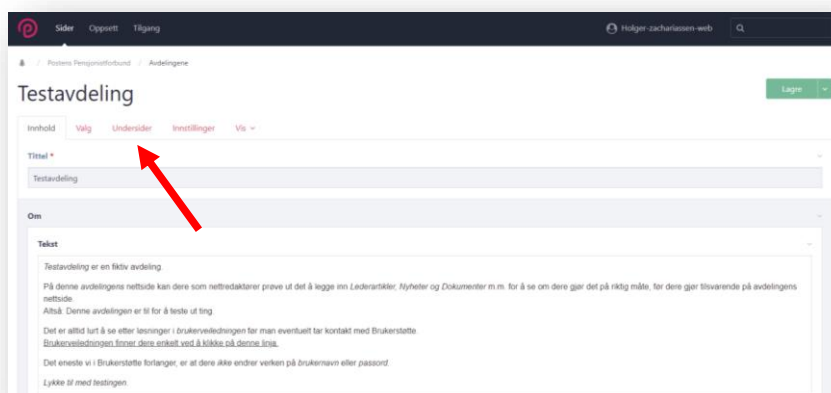 Sider Oppsett Tilgang Holger-zachariassen-web
/ Postens Pensjonistforbund / Avdelingene
Testavdeling
Lagre
Innhold Valg Undersider Innstillinger Vis
Tittel *
Testavdeling
Om
Tekst
Testavdeling er en fiktiv avdeling.
På denne avdelingens nettside kan dere som nettredaktører prøve ut det å legge inn Lederartikler, Nyheter og Dokumenter m.m. for å se om dere gjør det på riktig måte, før dere gjør tilsvarende på avdelingens
nettside.
Altså: Denne avdelingen er til for å teste ut ting.
Det er alltid lurt å se etter løsninger i brukerveiledningen før man eventuelt tar kontakt med Brukerstøtte.
Brukerveiledningen finner dere enkelt ved å klikke på denne linja.
Det eneste vi i Brukerstøtte forlanger, er at dere ikke endrer verken på brukernavn eller passord.
Lykke til med testingen.